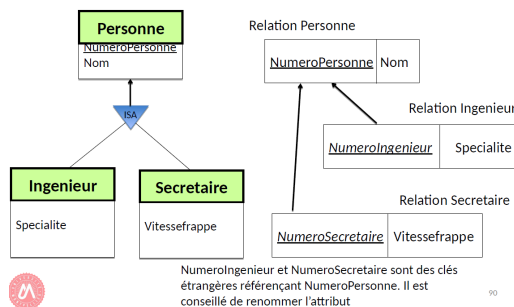 Personne
NumeroPersonne
Nom
ISA
Ingenieur
Specialite
Secretaire
Vitessefrappe
Relation Personne
NumeroPersonne Nom
Relation Ingenieur
NumeroIngenieur Specialite
Relation Secretaire
NumeroSecretaire Vitessefrappe
NumeroIngenieur et NumeroSecretaire sont des clés
étrangères référençant NumeroPersonne. Il est
conseillé de renommer l’attribut
90